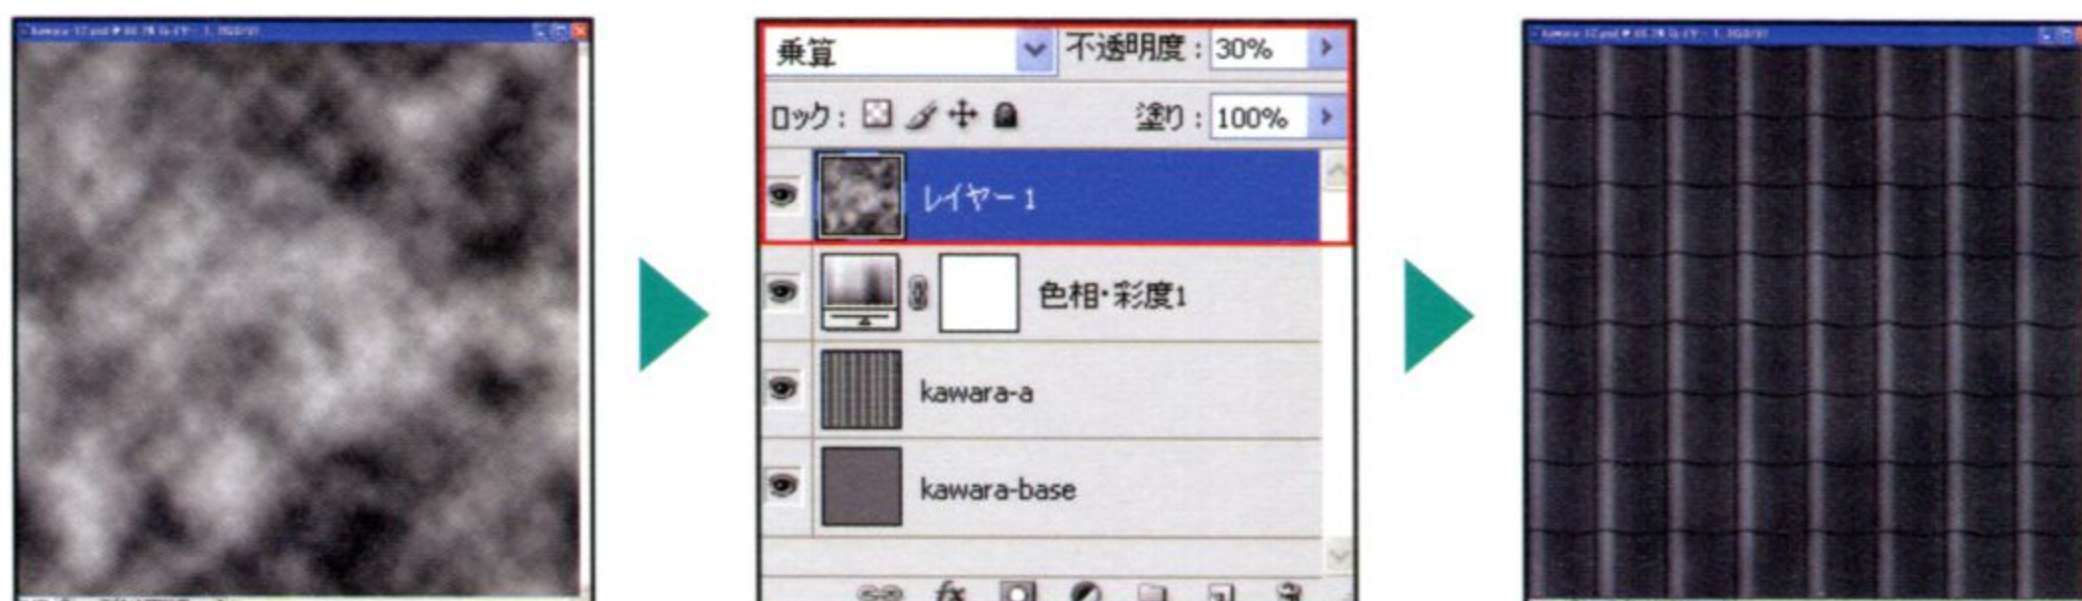 乗算
不透明度: 30%
ロック:
塗り: 100%
レイヤー 1
色相・彩度1
kawara-a
kawara-base